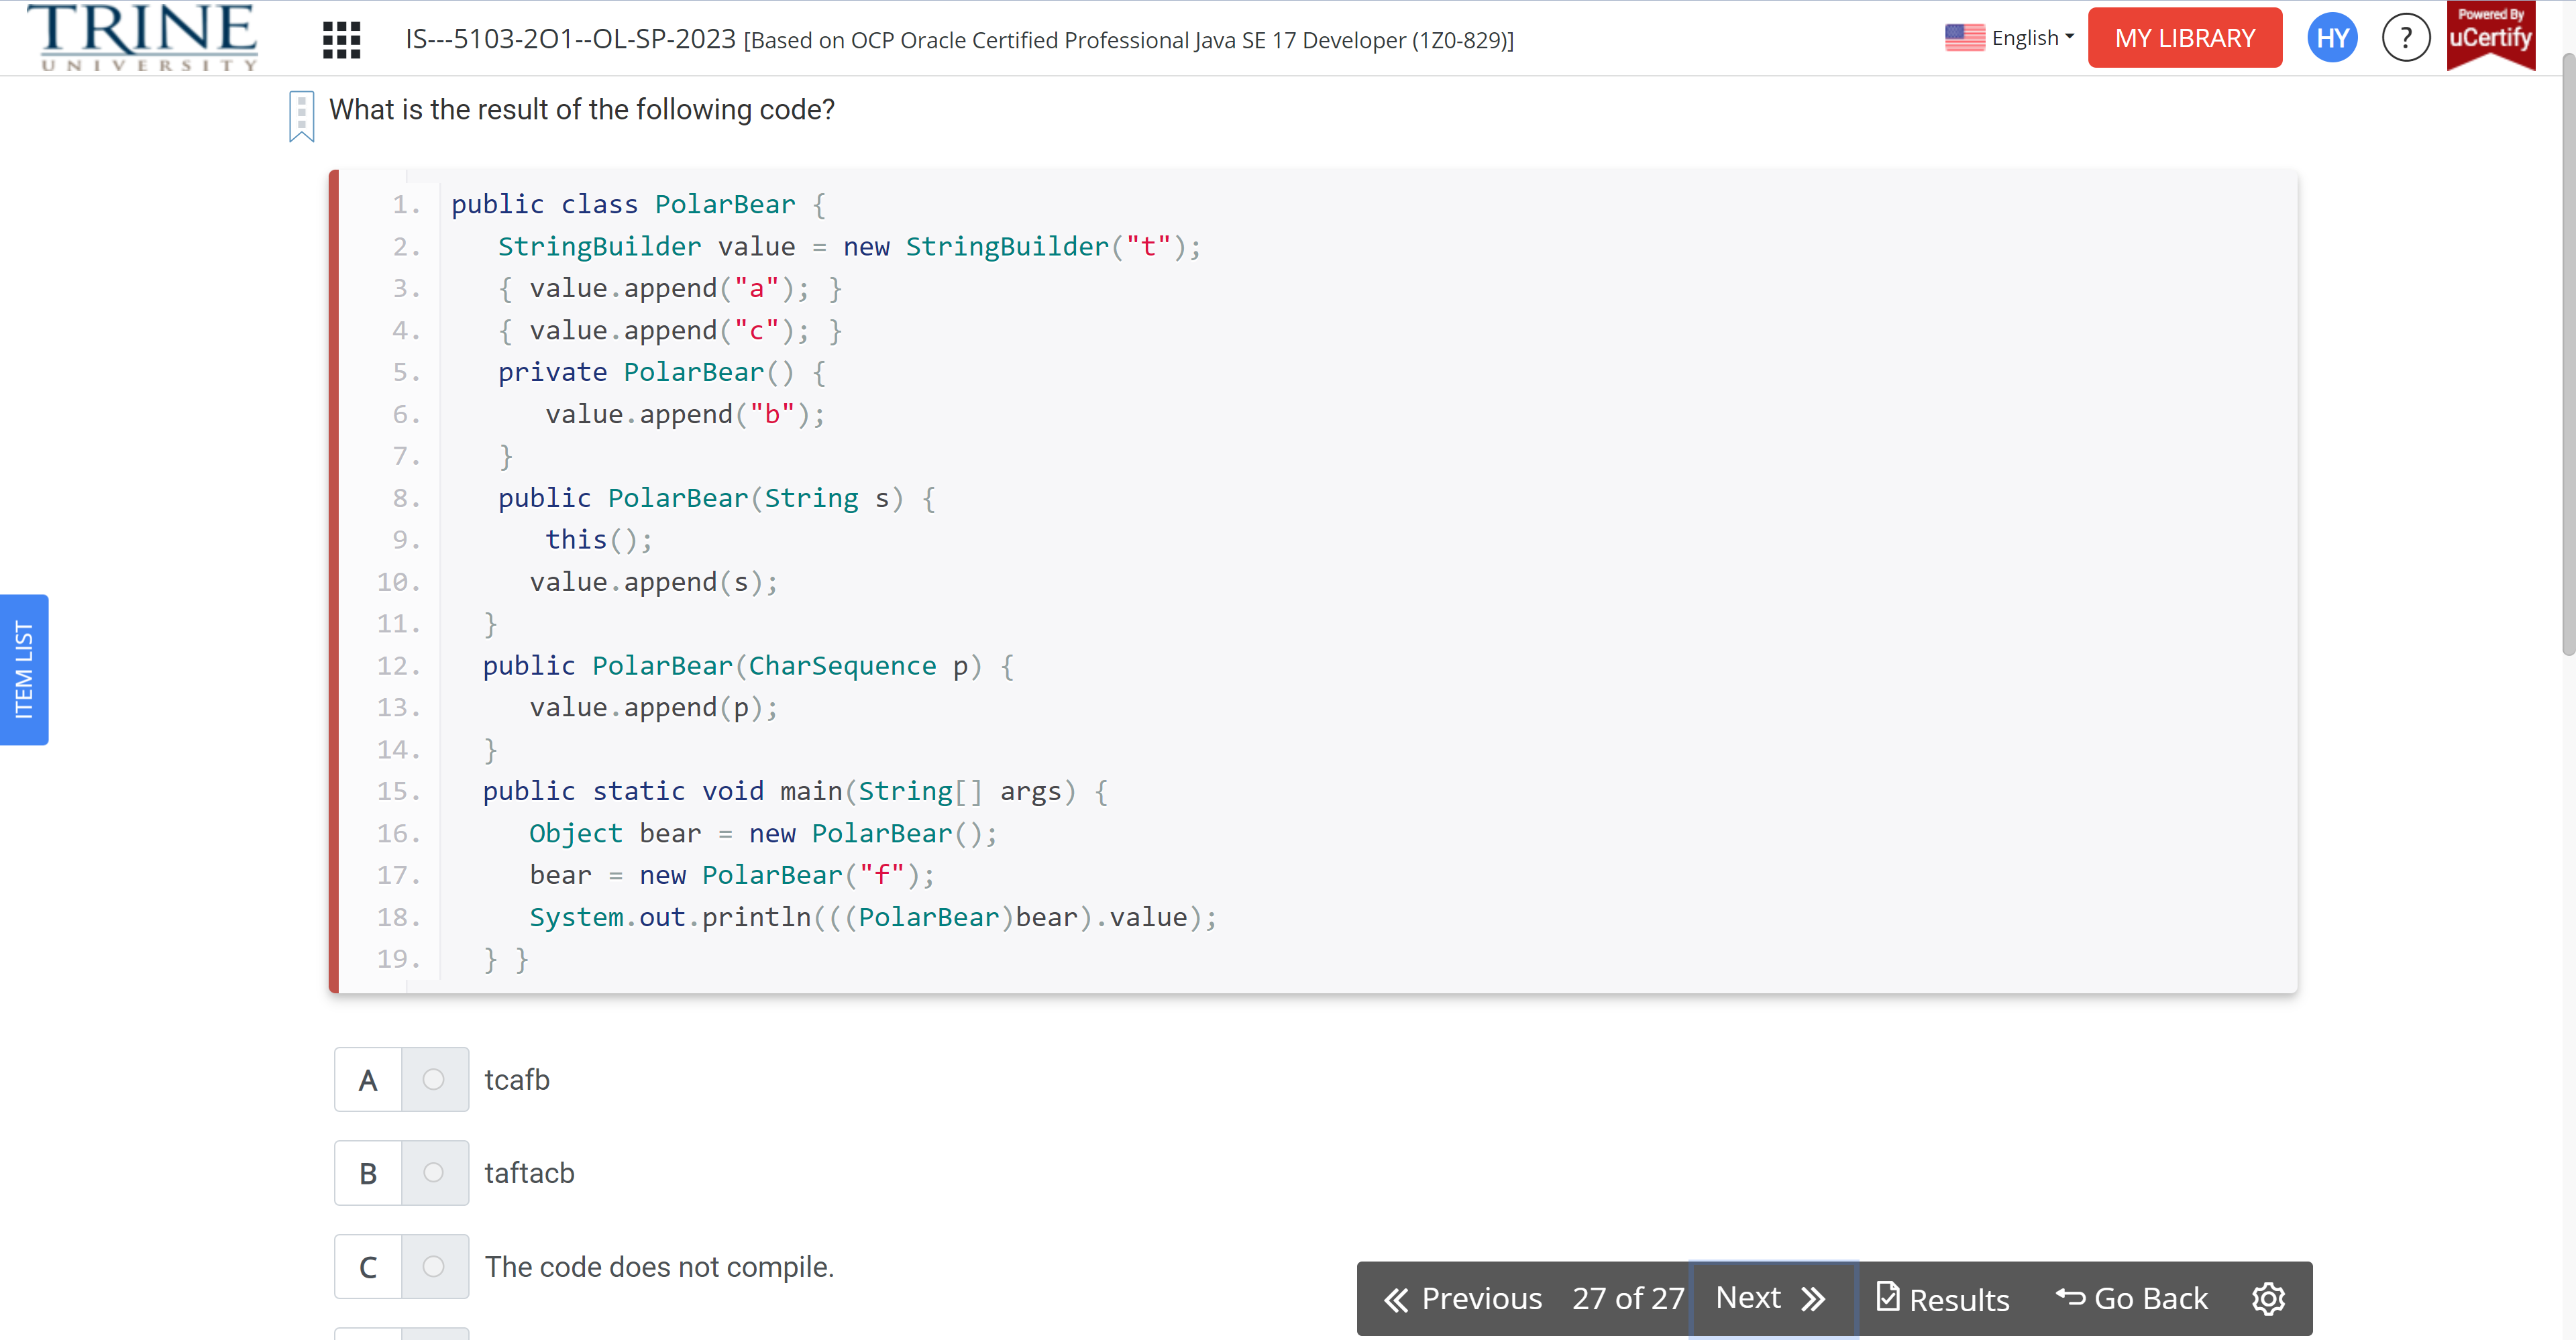 TRINE
UNIVERSITY
IS---5103-2O1--OL-SP-2023 [Based on OCP Oracle Certified Professional Java SE 17 Developer (1Z0-829)]
English
MY LIBRARY
HY
?
Powered By
uCertify
What is the result of the following code?
1. public class PolarBear {
2. StringBuilder value = new StringBuilder("t");
3. { value.append("a"); }
4. { value.append("c"); }
5. private PolarBear() {
6. value.append("b");
7. }
8. public PolarBear(String s) {
9. this();
10. value.append(s);
11. }
12. public PolarBear(CharSequence p) {
13. value.append(p);
14. }
15. public static void main(String[] args) {
16. Object bear = new PolarBear();
17. bear = new PolarBear("f");
18. System.out.println(((PolarBear)bear).value);
19. } }
ITEM LIST
A tcafb
B taftacb
C The code does not compile.
Previous 27 of 27 Next Results Go Back